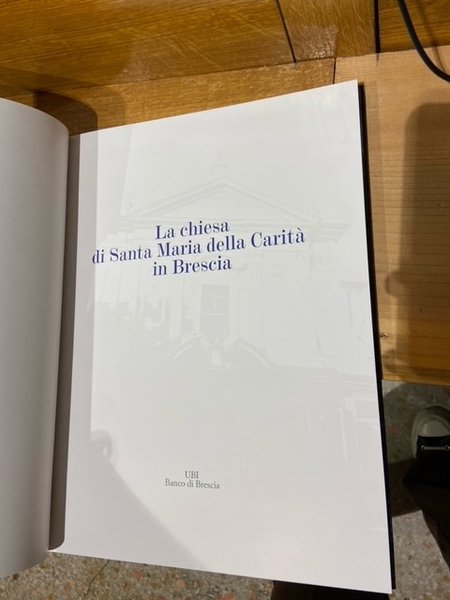 La chiesa
di Santa Maria della Carità
in Brescia
UBI
Banco di Brescia